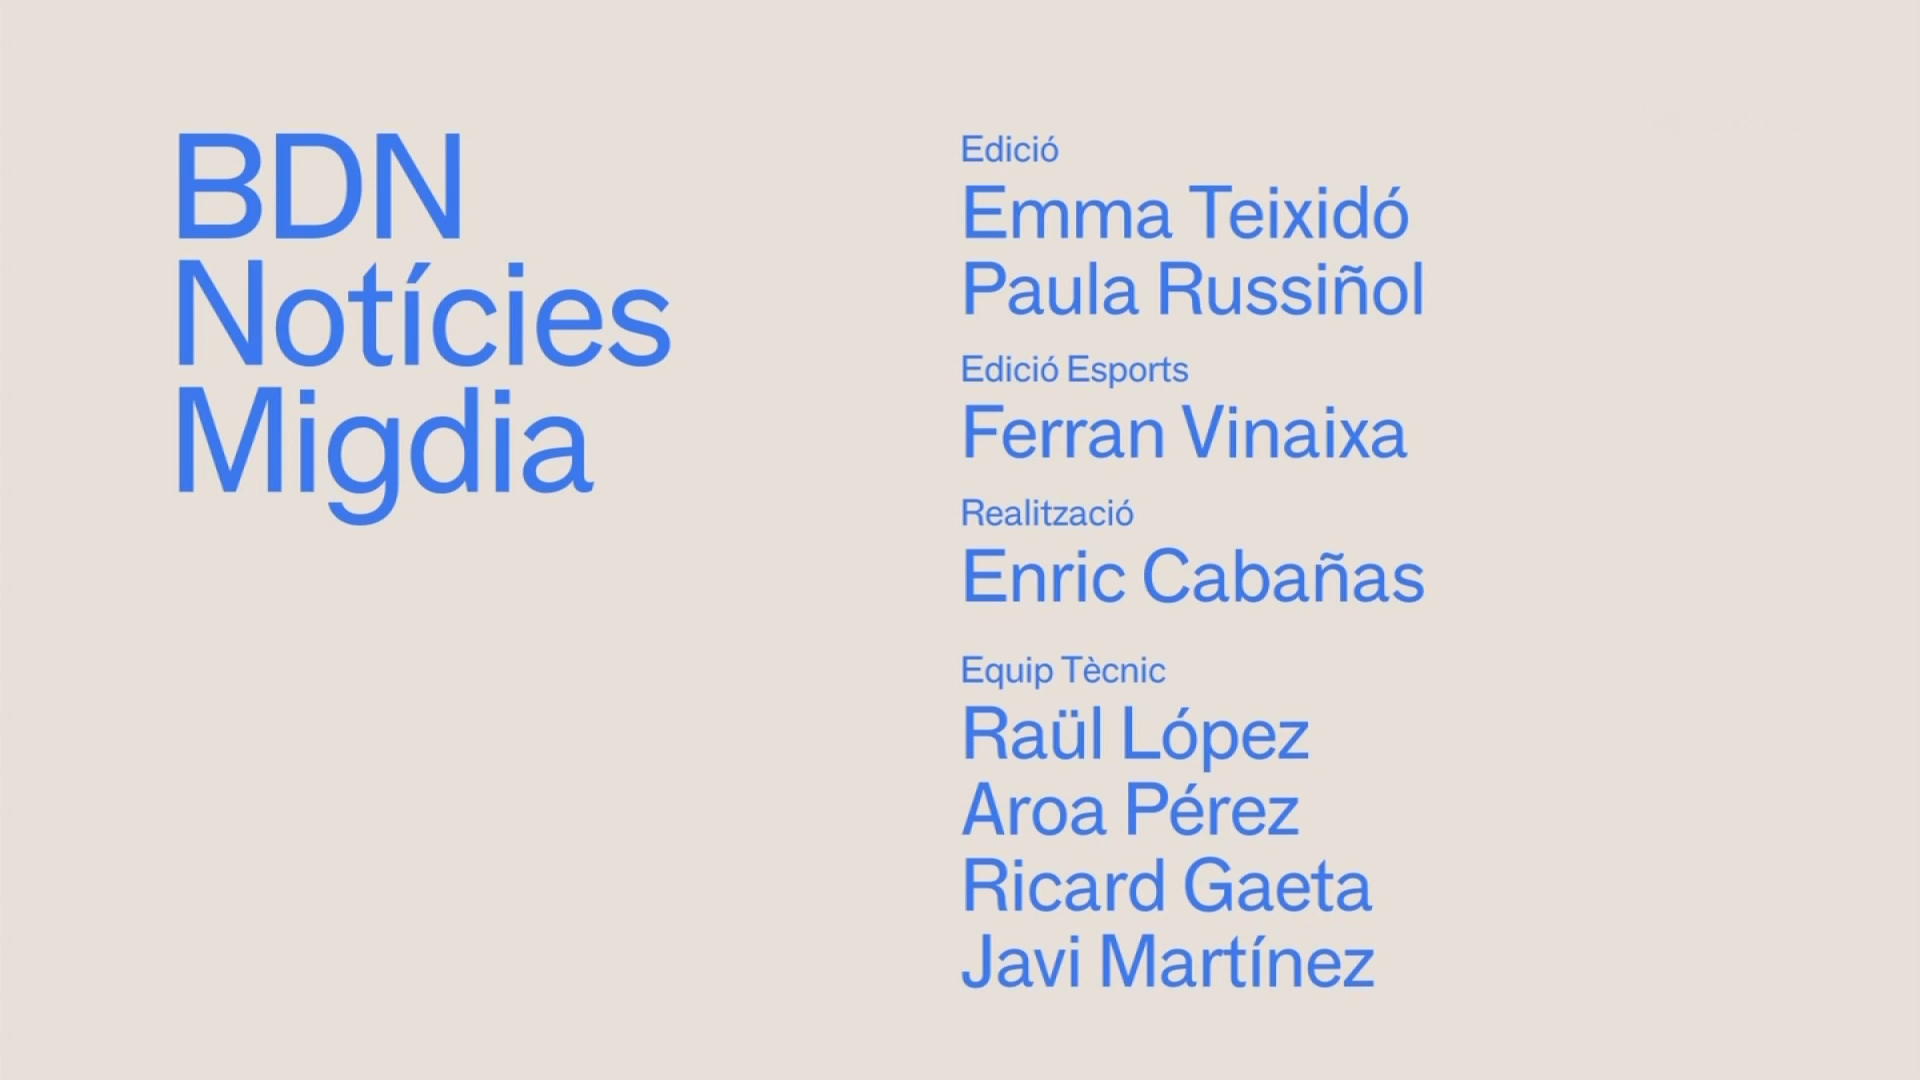 BDN
Notícies
Migdia
Edició
Emma Teixidó
Paula Russiñol
Edició Esports
Ferran Vinaixa
Realització
Enric Cabañas
Equip Tècnic
Raül López
Aroa Pérez
Ricard Gaeta
Javi Martínez